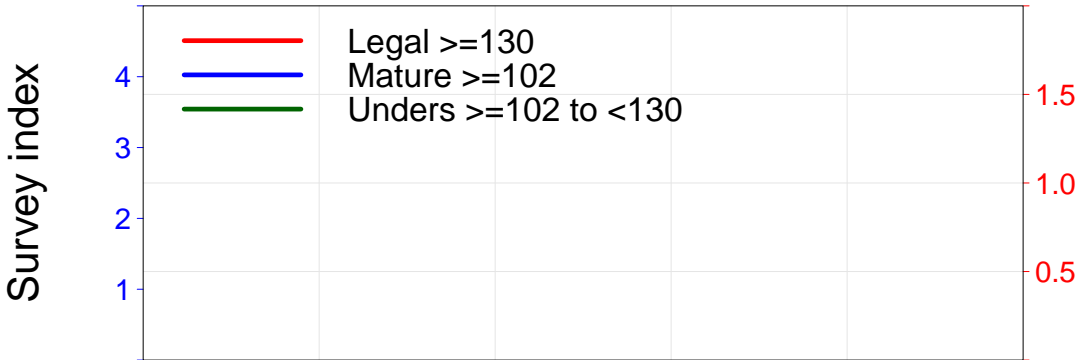 Survey index
4
3
2
1
Legal >=130
Mature >=102
Unders >=102 to <130
1.5
1.0
0.5